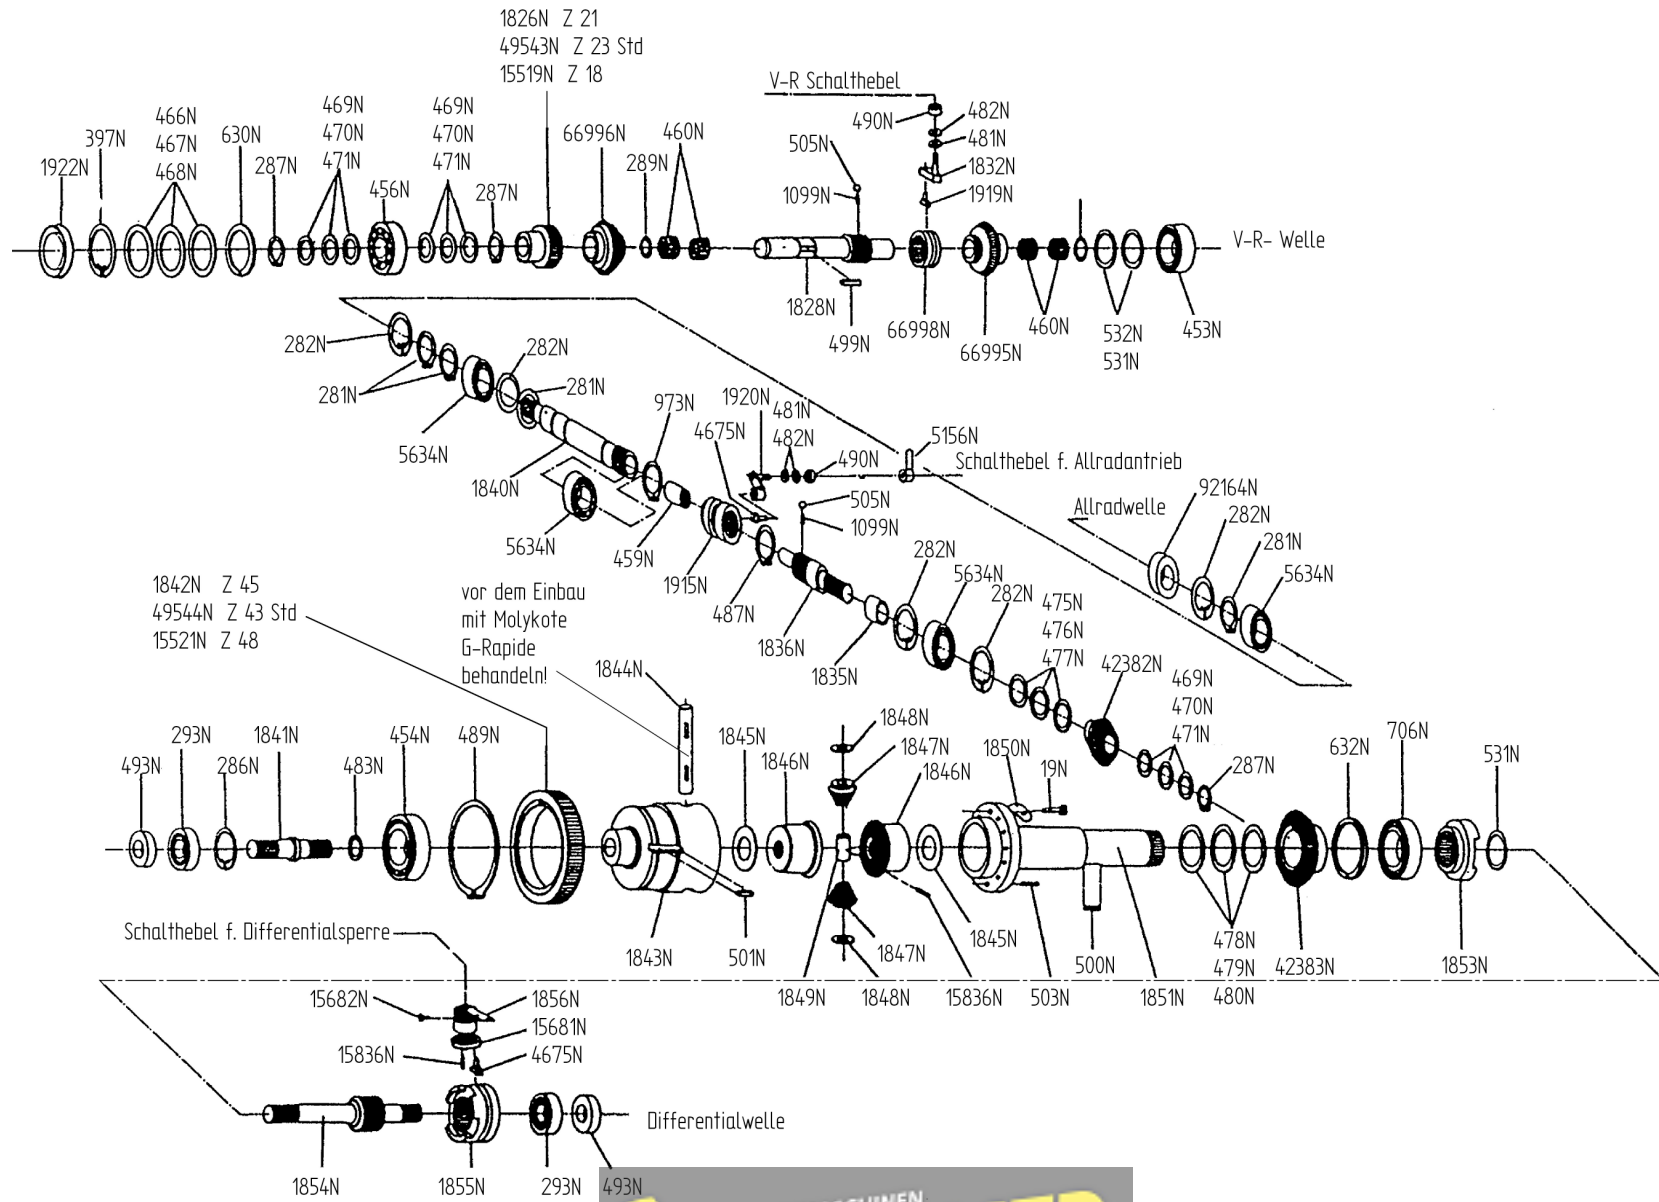 1826N Z 21
49543N Z 23 Std
15519N Z 18
V-R Schalthebel
1922N
397N
466N
467N
468N
630N
287N
469N
470N
471N
456N
469N
470N
471N
287N
66996N
289N
460N
505N
1099N
490N
482N
481N
1832N
1919N
V-R- Welle
1828N
499N
66998N
66995N
460N
532N
531N
453N
282N
281N
5634N
282N
281N
1840N
5634N
973N
459N
4675N
1920N
481N
482N
490N
5156N
Schalthebel f. Allradantrieb
505N
1099N
1915N
487N
1836N
1835N
282N
5634N
282N
475N
476N
477N
42382N
469N
470N
471N
287N
Allradwelle
92164N
282N
281N
5634N
1842N Z 45
49544N Z 43 Std
15521N Z 48
vor dem Einbau
mit Molykote
G-Rapide
behandeln!
493N
293N
286N
1841N
483N
454N
489N
1844N
1845N
1846N
1848N
1847N
1846N
1850N
19N
632N
706N
531N
1843N
501N
1849N
1848N
1847N
15836N
1845N
503N
500N
1851N
478N
479N
480N
42383N
1853N
Schalthebel f. Differentialsperre
15682N
1856N
15681N
15836N
4675N
Differentialwelle
1854N
1855N
293N
493N